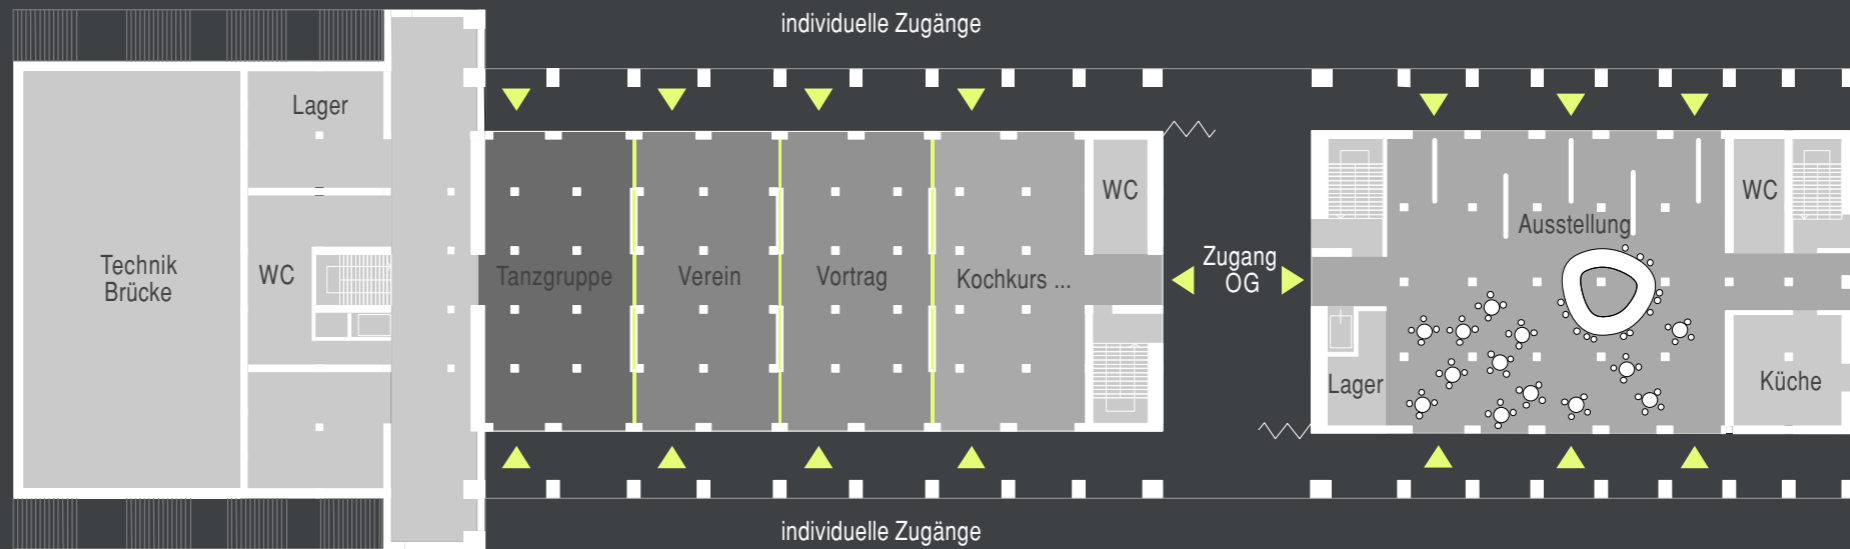 individuelle Zugänge
Lager
Technik
Brücke
WC
Tanzgruppe
Verein
Vortrag
Kochkurs ...
WC
Zugang
OG
Ausstellung
WC
Lager
Küche
individuelle Zugänge